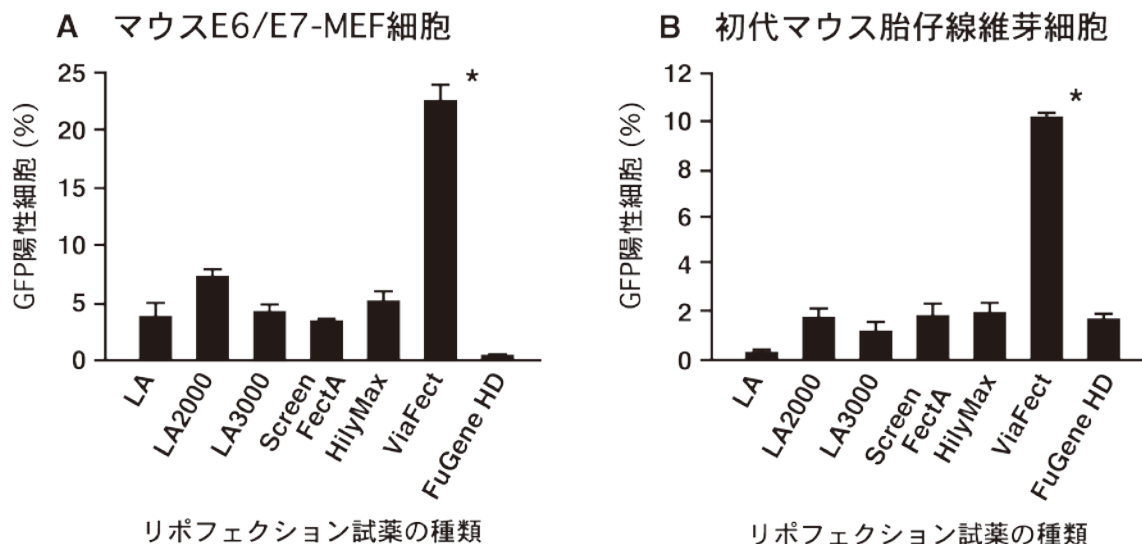 A マウスE6/E7-MEF細胞
GFP陽性細胞 (%)
25
20
15
10
5
0
*
LA
LA2000
LA3000
Screen
FectA
HilyMax
ViaFect
FuGene HD
リポフェクション試薬の種類
B 初代マウス胎仔線維芽細胞
GFP陽性細胞 (%)
12
10
8
6
4
2
0
*
LA
LA2000
LA3000
Screen
FectA
HilyMax
ViaFect
FuGene HD
リポフェクション試薬の種類